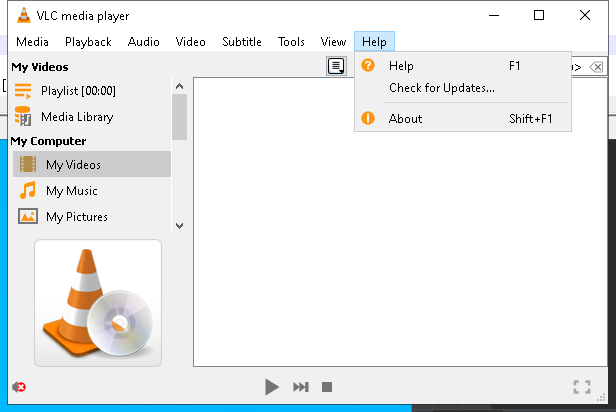 VLC media player
Media Playback Audio Video Subtitle Tools View Help
My Videos
Playlist [00:00]
Media Library
My Computer
My Videos
My Music
My Pictures
Help F1
Check for Updates...
About Shift+F1